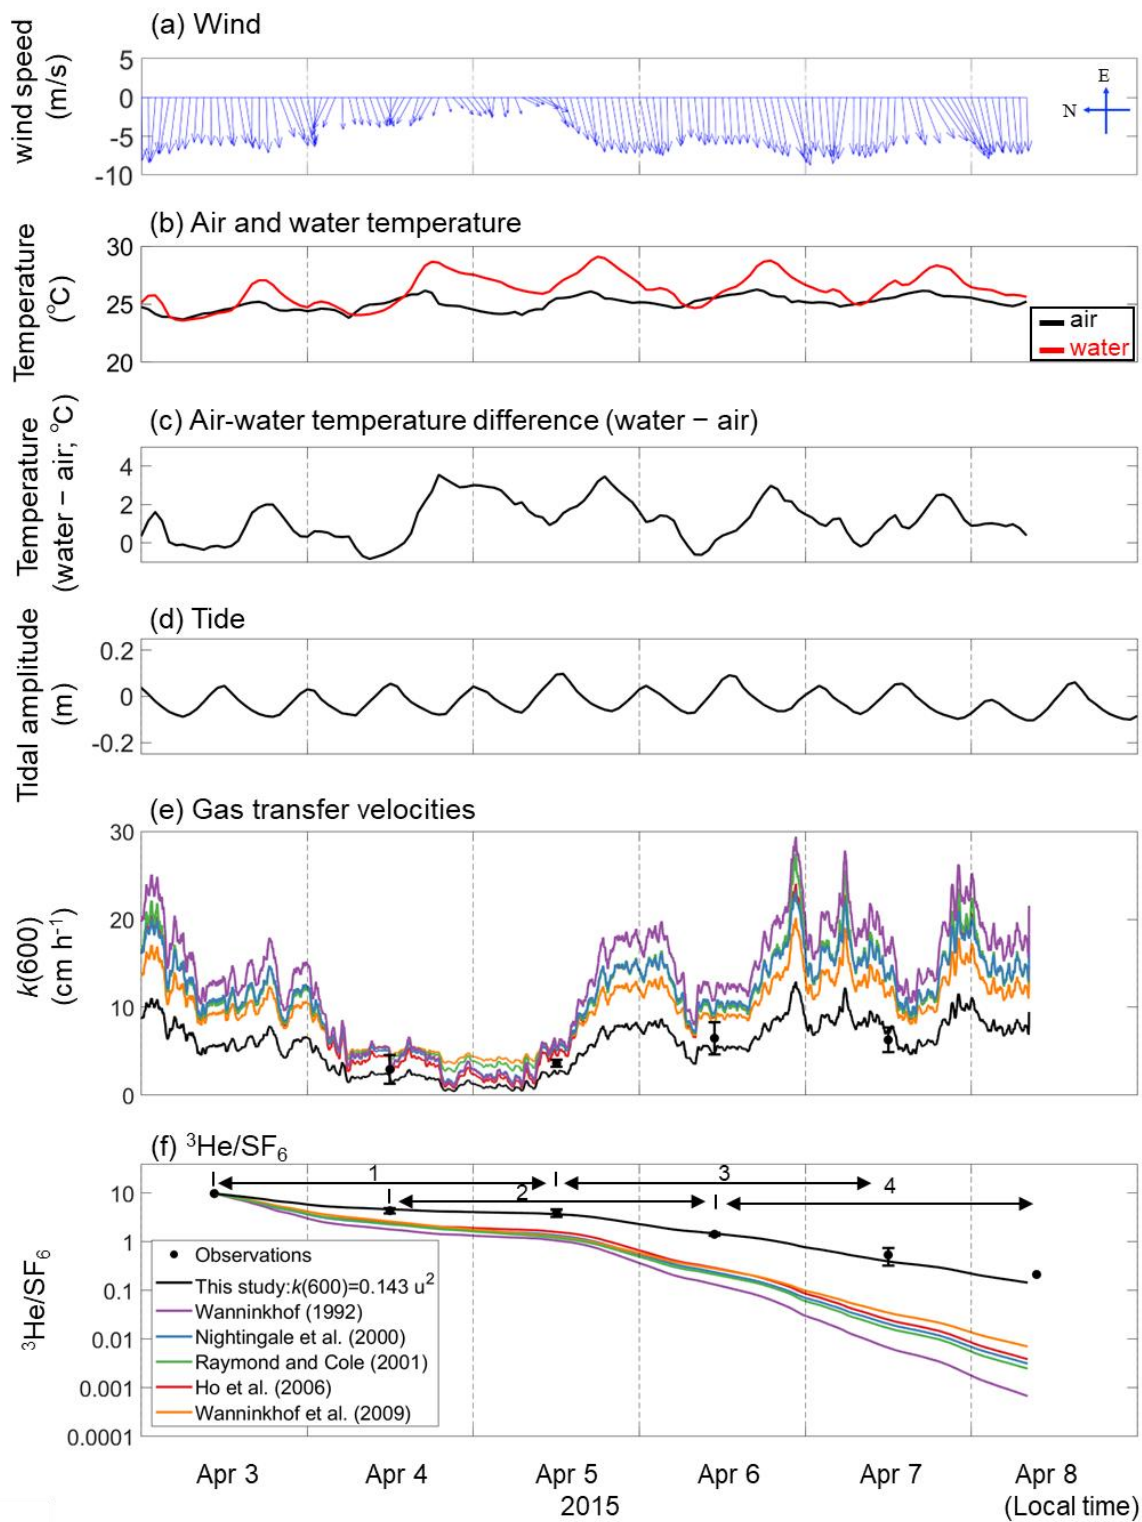 (a) Wind
wind speed
(m/s)
5
0
-5
-10
E
N
(b) Air and water temperature
Temperature
(°C)
30
25
20
air
water
(c) Air-water temperature difference (water − air)
Temperature
(water − air; °C)
4
2
0
(d) Tide
Tidal amplitude
(m)
0.2
0
-0.2
(e) Gas transfer velocities
k(600)
(cm h⁻¹)
30
20
10
0
(f) ³He/SF₆
³He/SF₆
1
2
3
4
10
1
0.1
0.01
0.001
0.0001
Observations
This study:k(600)=0.143 u²
Wanninkhof (1992)
Nightingale et al. (2000)
Raymond and Cole (2001)
Ho et al. (2006)
Wanninkhof et al. (2009)
Apr 3 Apr 4 Apr 5 Apr 6 Apr 7 Apr 8
2015 (Local time)